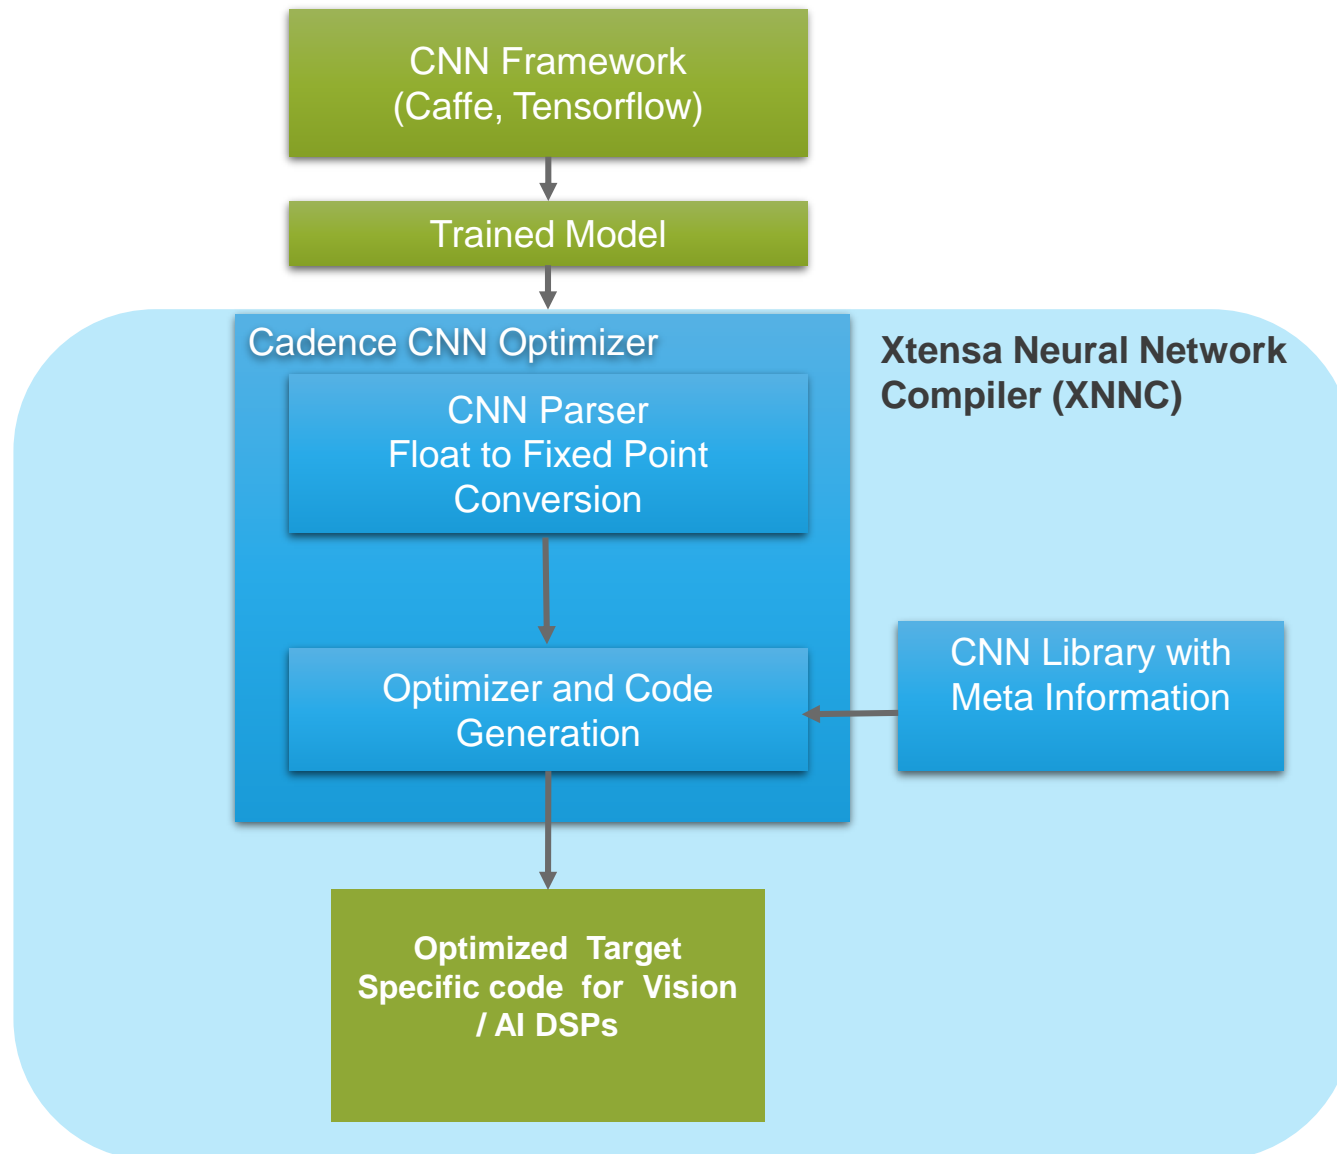 CNN Framework
(Caffe, Tensorflow)
Trained Model
Cadence CNN Optimizer
Xtensa Neural Network
Compiler (XNNC)
CNN Parser
Float to Fixed Point
Conversion
Optimizer and Code
Generation
CNN Library with
Meta Information
Optimized Target
Specific code for Vision
/ AI DSPs